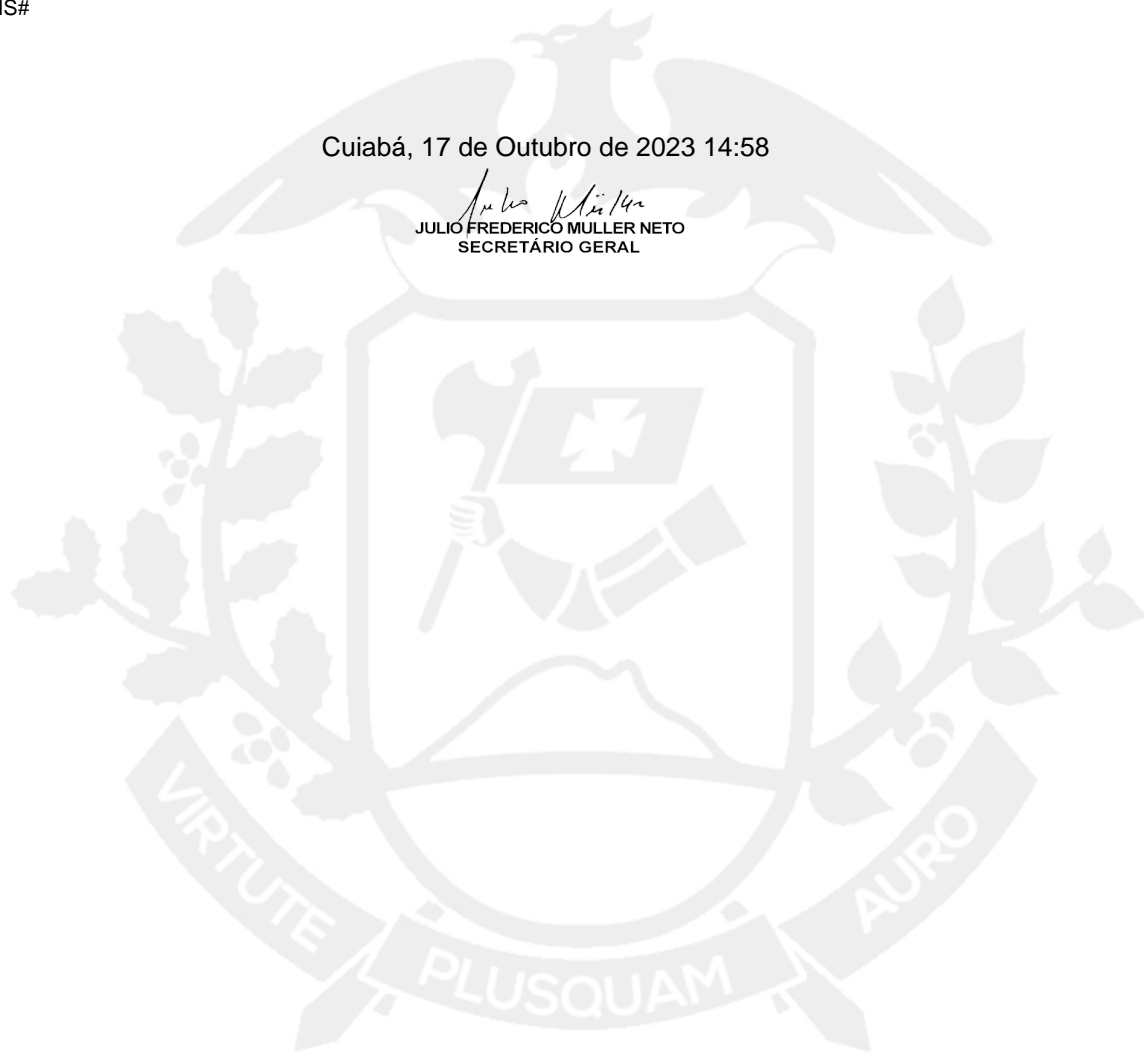 IS#
Cuiabá, 17 de Outubro de 2023 14:58
JULIO FREDERICO MULLER NETO
SECRETÁRIO GERAL
VIRTUTE
PLUSQUAM
AURO